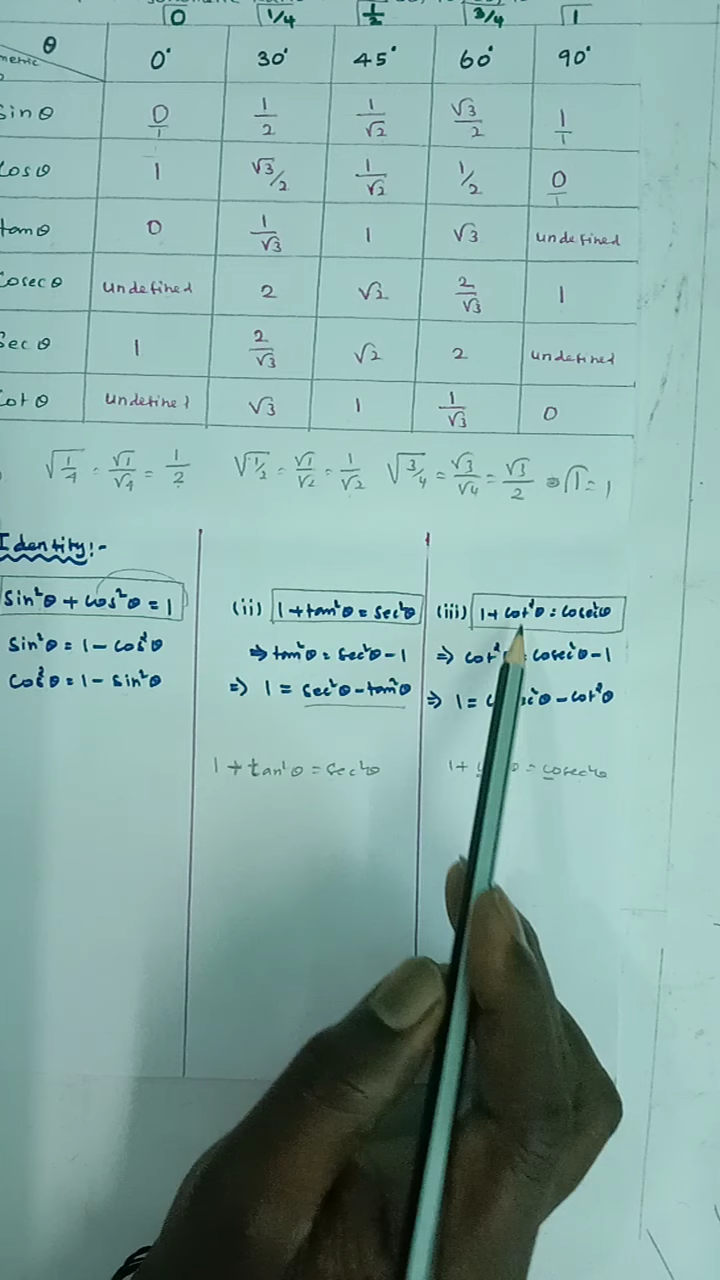 √0 √1/4 √1/2 √3/4 √1
θ 0° 30° 45° 60° 90°
metric
Sinθ 0/1 1/2 1/√2 √3/2 1/1
Cosθ 1 √3/2 1/√2 1/2 0/1
tanθ 0 1/√3 1 √3 undefined
Cosecθ undefined 2 √2 2/√3 1
Secθ 1 2/√3 √2 2 undefined
Cotθ undefined √3 1 1/√3 0
√1/4 = √1/√4 = 1/2 √1/2 = √1/√2 = 1/√2 √3/4 = √3/√4 = √3/2 √1 = 1
Identity:-
Sin²θ + Cos²θ = 1 (ii) 1+tan²θ = Sec²θ (iii) 1+Cot²θ = Cosec²θ
Sin²θ = 1 - Cos²θ ⇒ tan²θ = Sec²θ - 1 ⇒ Cot² = Cosec²θ - 1
Cos²θ = 1 - Sin²θ ⇒ 1 = Sec²θ - tan²θ ⇒ 1 = - Cot²θ
1 + tan²θ = Sec²θ 1 + θ = Cosec²θ